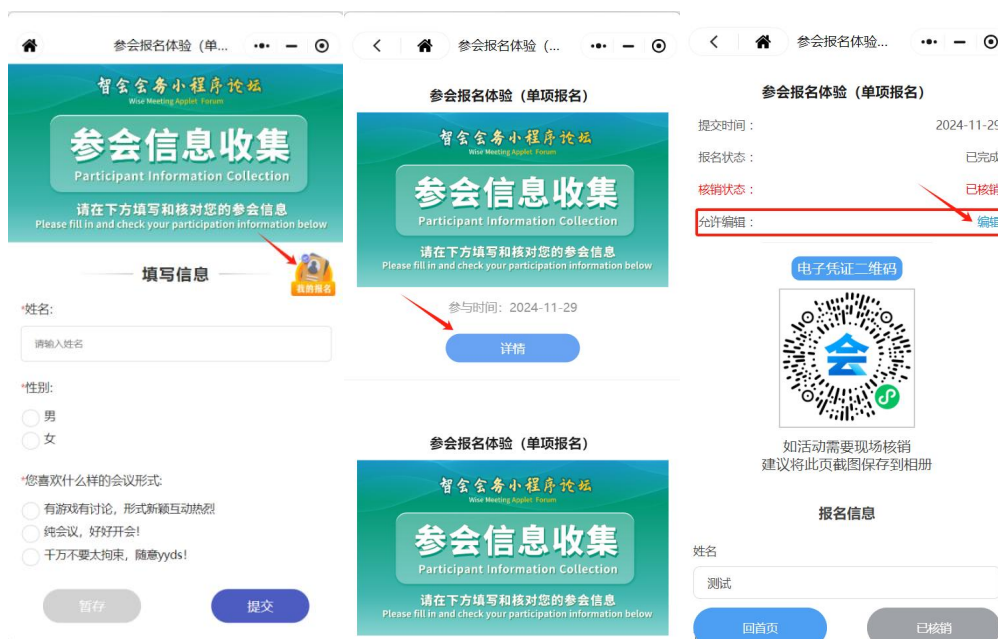 参会报名体验（单...
智会会务小程序论坛
Wise Meeting Applet Forum
参会信息收集
Participant Information Collection
请在下方填写和核对您的参会信息
Please fill in and check your participation information below
填写信息
我的报名
*姓名:
请输入姓名
*性别:
男
女
*您喜欢什么样的会议形式:
有游戏有讨论，形式新颖互动热烈!
纯会议，好好开会!
千万不要太拘束，随意yyds!
暂存
提交
参会报名体验（...
参会报名体验（单项报名）
智会会务小程序论坛
Wise Meeting Applet Forum
参会信息收集
Participant Information Collection
请在下方填写和核对您的参会信息
Please fill in and check your participation information below
参与时间：2024-11-29
详情
参会报名体验（单项报名）
智会会务小程序论坛
Wise Meeting Applet Forum
参会信息收集
Participant Information Collection
请在下方填写和核对您的参会信息
Please fill in and check your participation information below
参会报名体验...
参会报名体验（单项报名）
提交时间： 2024-11-29
报名状态： 已完成
核销状态： 已核销
允许编辑： 编辑
电子凭证二维码
会
如活动需要现场核销
建议将此页截图保存到相册
报名信息
姓名
测试
回首页
已核销